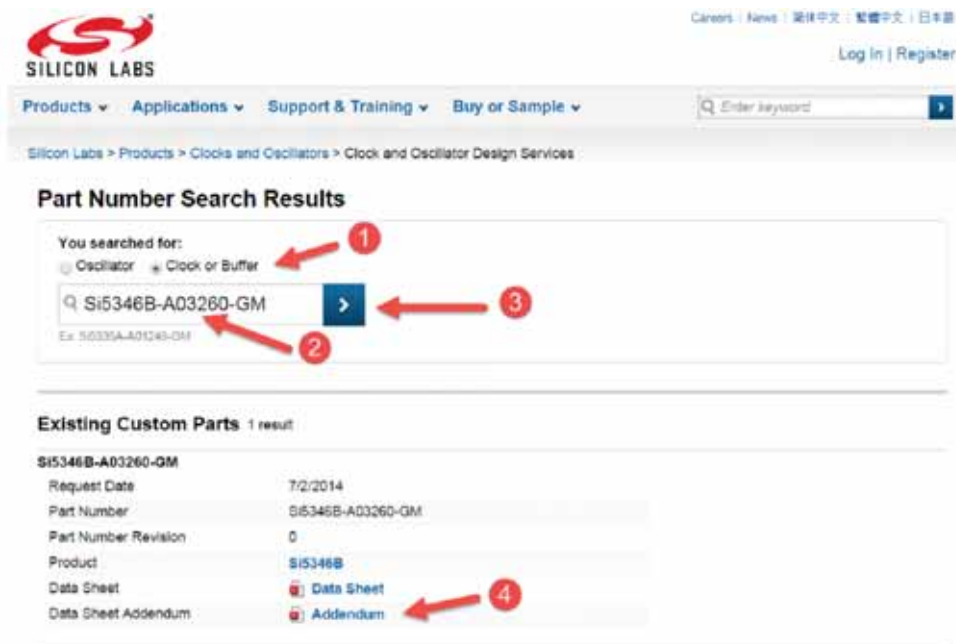 Careers | News | 简体中文 | 繁體中文 | 日本語
SILICON LABS
Log In | Register
Products Applications Support & Training Buy or Sample
Enter keyword
Silicon Labs > Products > Clocks and Oscillators > Clock and Oscillator Design Services
Part Number Search Results
You searched for:
1
Oscillator Clock or Buffer
Si5346B-A03260-GM
3
2
Ex: Si5335A-A01245-GM
Existing Custom Parts 1 result
Si5346B-A03260-GM
Request Date 7/2/2014
Part Number Si5346B-A03260-GM
Part Number Revision 0
Product Si5346B
Data Sheet Data Sheet
4
Data Sheet Addendum Addendum